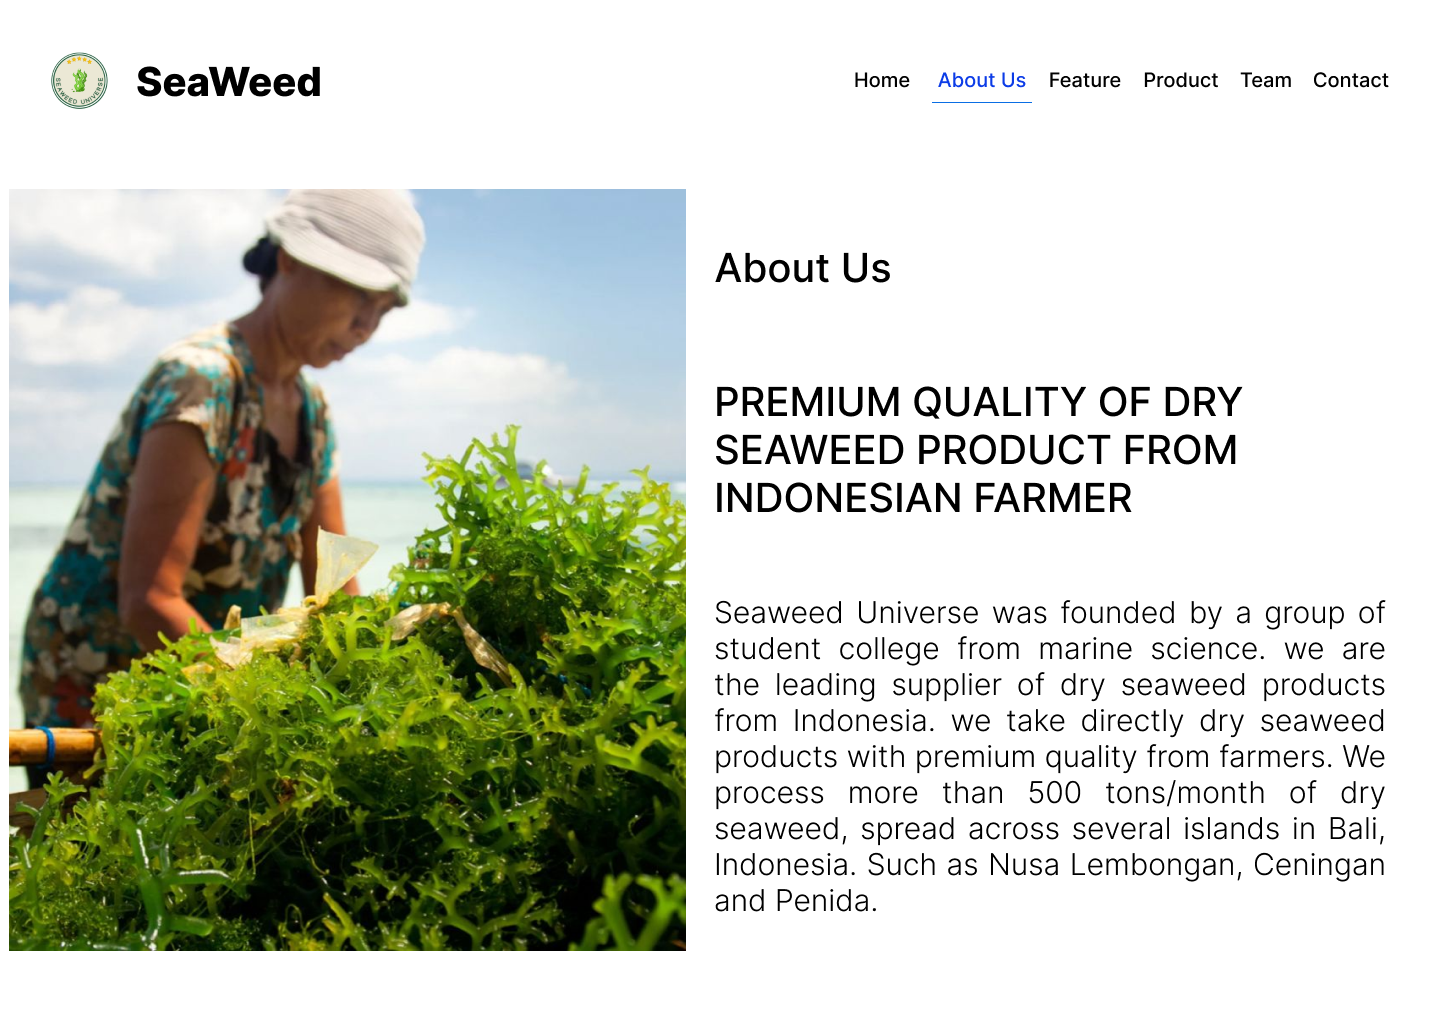 SEAWEED UNIVERSE
SeaWeed
Home About Us Feature Product Team Contact
About Us
PREMIUM QUALITY OF DRY
SEAWEED PRODUCT FROM
INDONESIAN FARMER
Seaweed Universe was founded by a group of
student college from marine science. we are
the leading supplier of dry seaweed products
from Indonesia. we take directly dry seaweed
products with premium quality from farmers. We
process more than 500 tons/month of dry
seaweed, spread across several islands in Bali,
Indonesia. Such as Nusa Lembongan, Ceningan
and Penida.